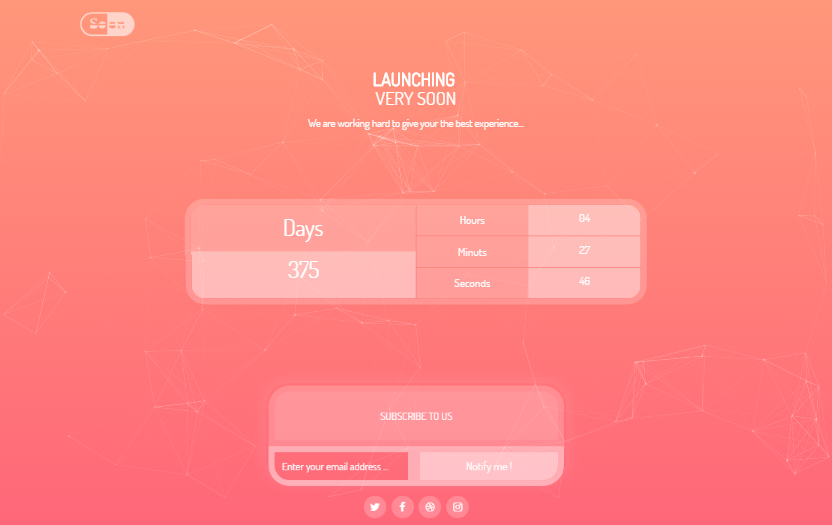 Soon
LAUNCHING
VERY SOON
We are working hard to give your the best experience...
Days
375
Hours
04
Minuts
27
Seconds
46
SUBSCRIBE TO US
Enter your email address ...
Notify me !